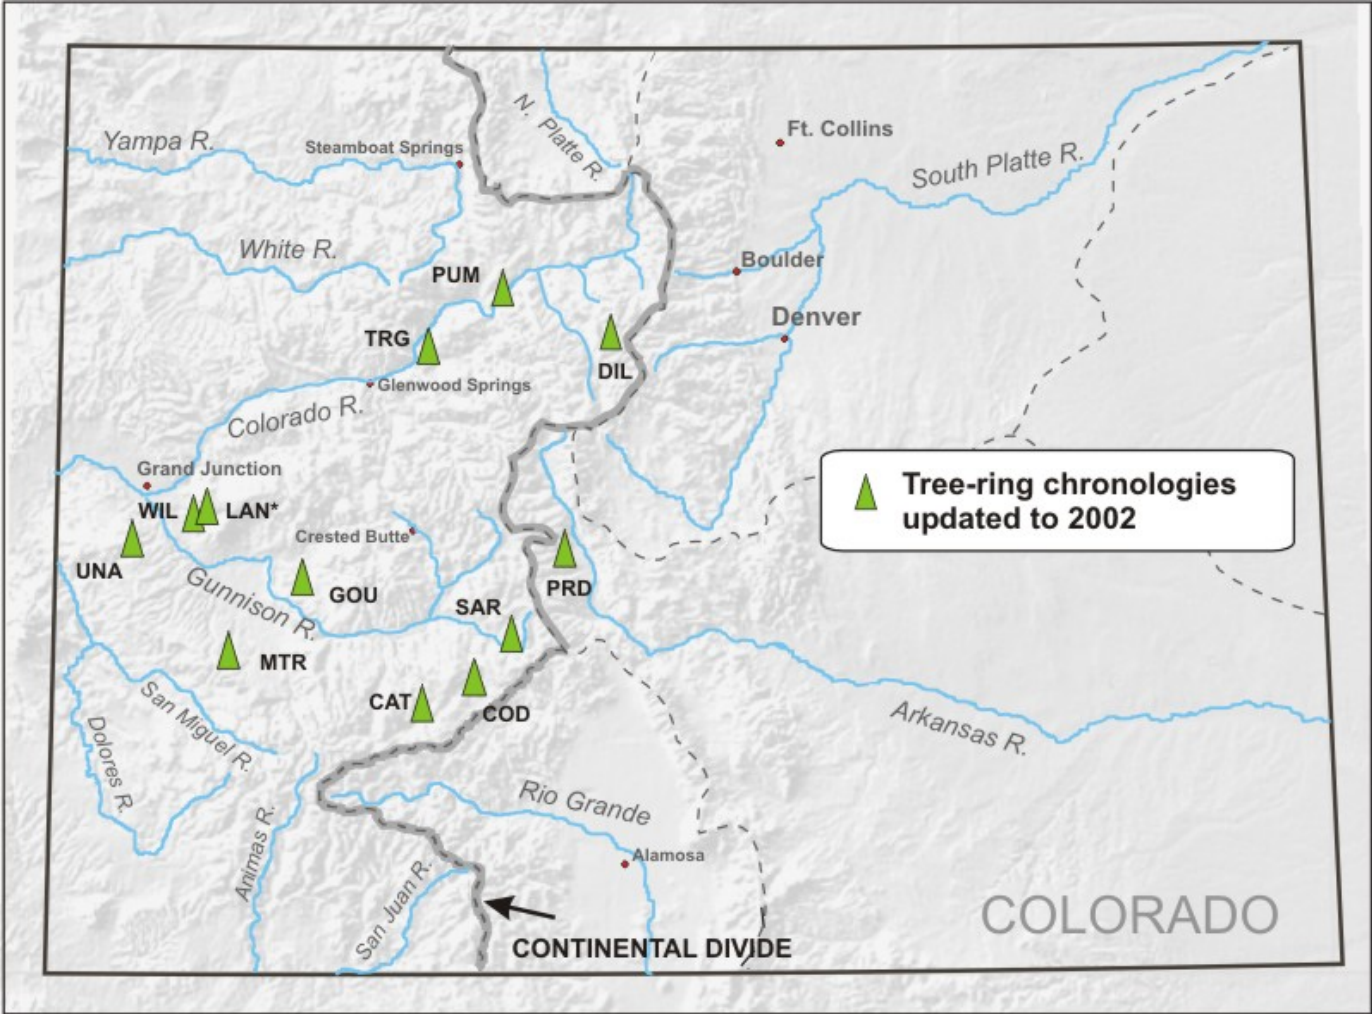 Yampa R.
Steamboat Springs
N. Platte R.
Ft. Collins
South Platte R.
White R.
PUM
Boulder
TRG
Denver
DIL
Glenwood Springs
Colorado R.
Grand Junction
WIL
LAN*
Crested Butte
UNA
Gunnison R.
GOU
SAR
PRD
Tree-ring chronologies
updated to 2002
MTR
CAT
COD
San Miguel R.
Dolores R.
Arkansas R.
Animas R.
Rio Grande
Alamosa
San Juan R.
COLORADO
CONTINENTAL DIVIDE